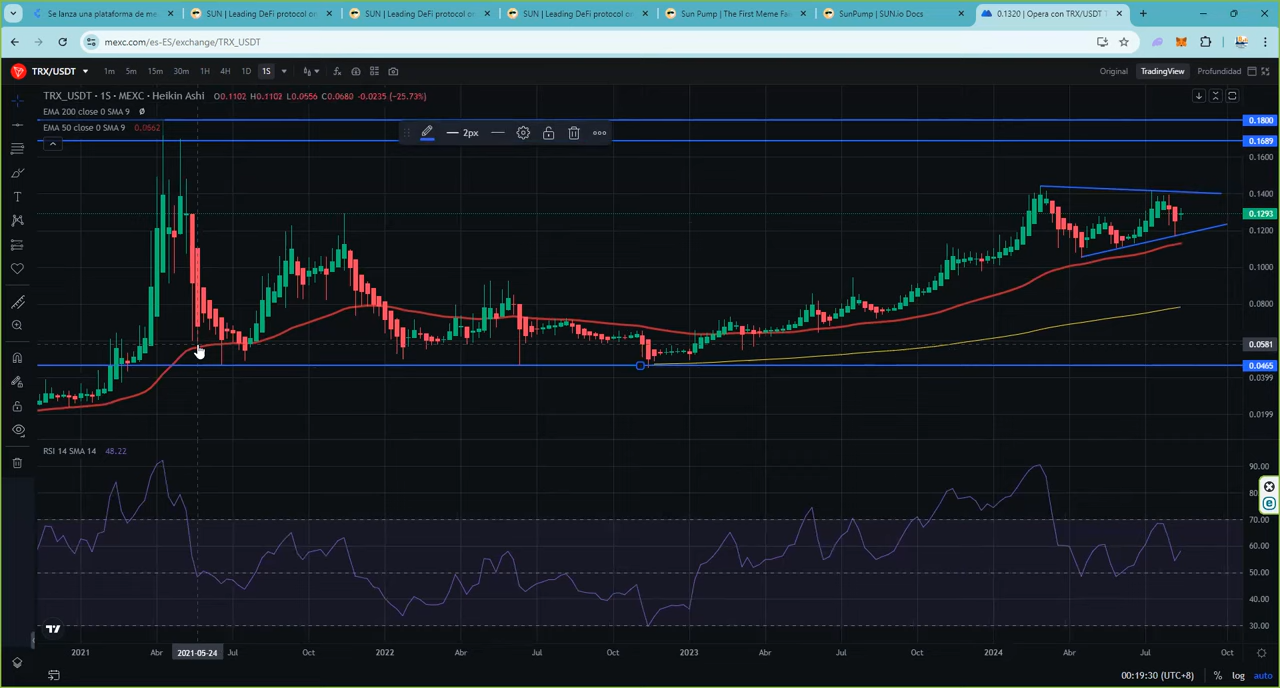 Se lanza una plataforma de me
SUN | Leading DeFi protocol o
SUN | Leading DeFi protocol o
SUN | Leading DeFi protocol o
Sun Pump | The First Meme Fa
SunPump | SUN.io Docs
0.1320 | Opera con TRX/USDT T
mexc.com/es-ES/exchange/TRX_USDT
TRX/USDT 1m 5m 15m 30m 1H 4H 1D 1S Original TradingView Profundidad
TRX_USDT · 1S · MEXC · Heikin Ashi O0.1102 H0.1102 L0.0556 C0.0680 -0.0235 (−25.73%)
EMA 200 close 0 SMA 9 Ø
EMA 50 close 0 SMA 9 0.0562
2px
0.1800
0.1689
0.1600
0.1400
0.1293
0.1200
0.1000
0.0800
0.0581
0.0465
0.0399
0.0199
RSI 14 SMA 14 48.22
90.00
80
70.00
60.00
50.00
40.00
30.00
2021 Abr 2021-05-24 Jul Oct 2022 Abr Jul Oct 2023 Abr Jul Oct 2024 Abr Jul Oct
00:19:30 (UTC+8) % log auto